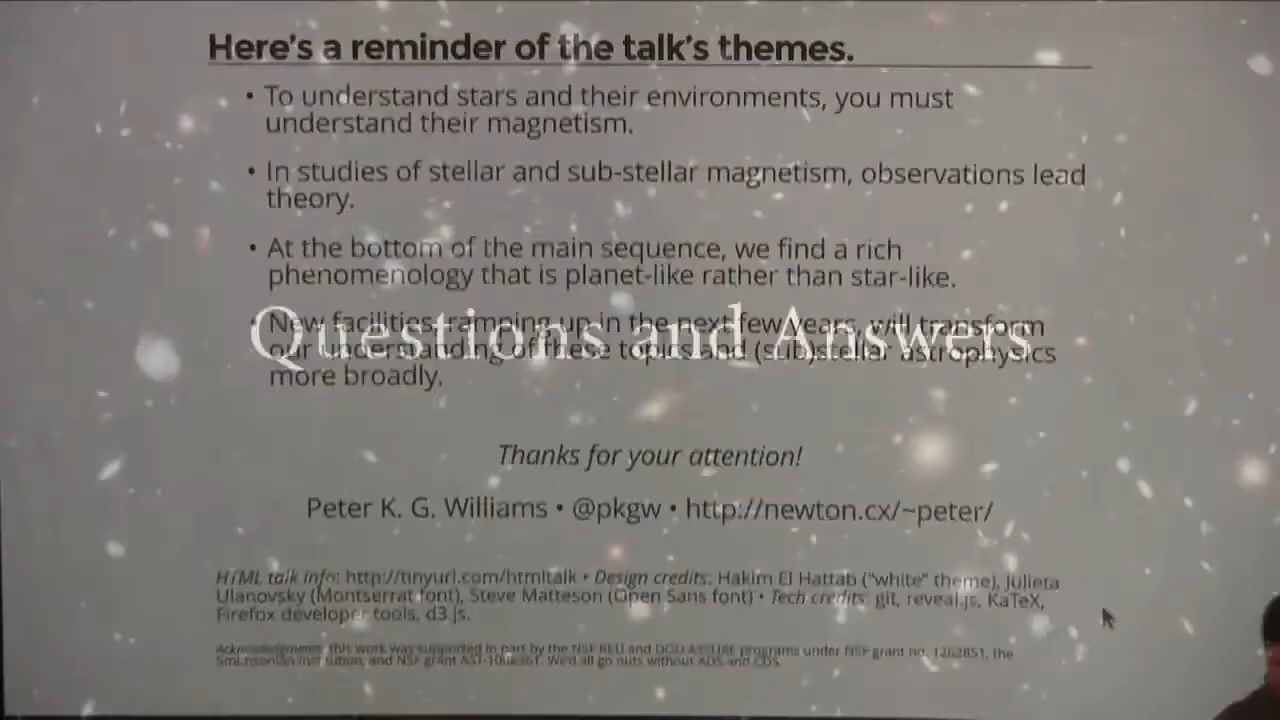 Here's a reminder of the talk's themes.
• To understand stars and their environments, you must
understand their magnetism.
• In studies of stellar and sub-stellar magnetism, observations lead
theory.
• At the bottom of the main sequence, we find a rich
phenomenology that is planet-like rather than star-like.
• New facilities, ramping up in the next few years, will transform
our understanding of these topics and (sub)stellar astrophysics
more broadly.
Questions and Answers
Thanks for your attention!
Peter K. G. Williams • @pkgw • http://newton.cx/~peter/
HTML talk info: http://tinyurl.com/htmltalk • Design credits: Hakim El Hattab ("white" theme), Julieta
Ulanovsky (Montserrat font), Steve Matteson (Open Sans font) • Tech credits: git, reveal.js, KaTeX,
Firefox developer tools, d3.js.
Acknowledgments: this work was supported in part by the NSF REU and DOD ASSURE programs under NSF grant no. 1262851, the
Smithsonian Institution, and NSF grant We'd all go nuts without ADS and CDS.